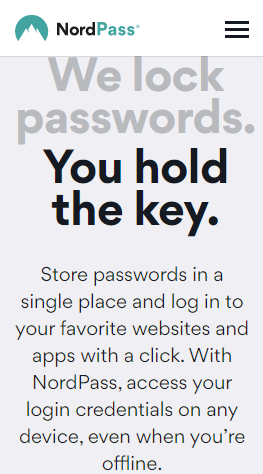 NordPass®
We lock
passwords.
You hold
the key.
Store passwords in a
single place and log in to
your favorite websites and
apps with a click. With
NordPass, access your
login credentials on any
device, even when you’re
offline.